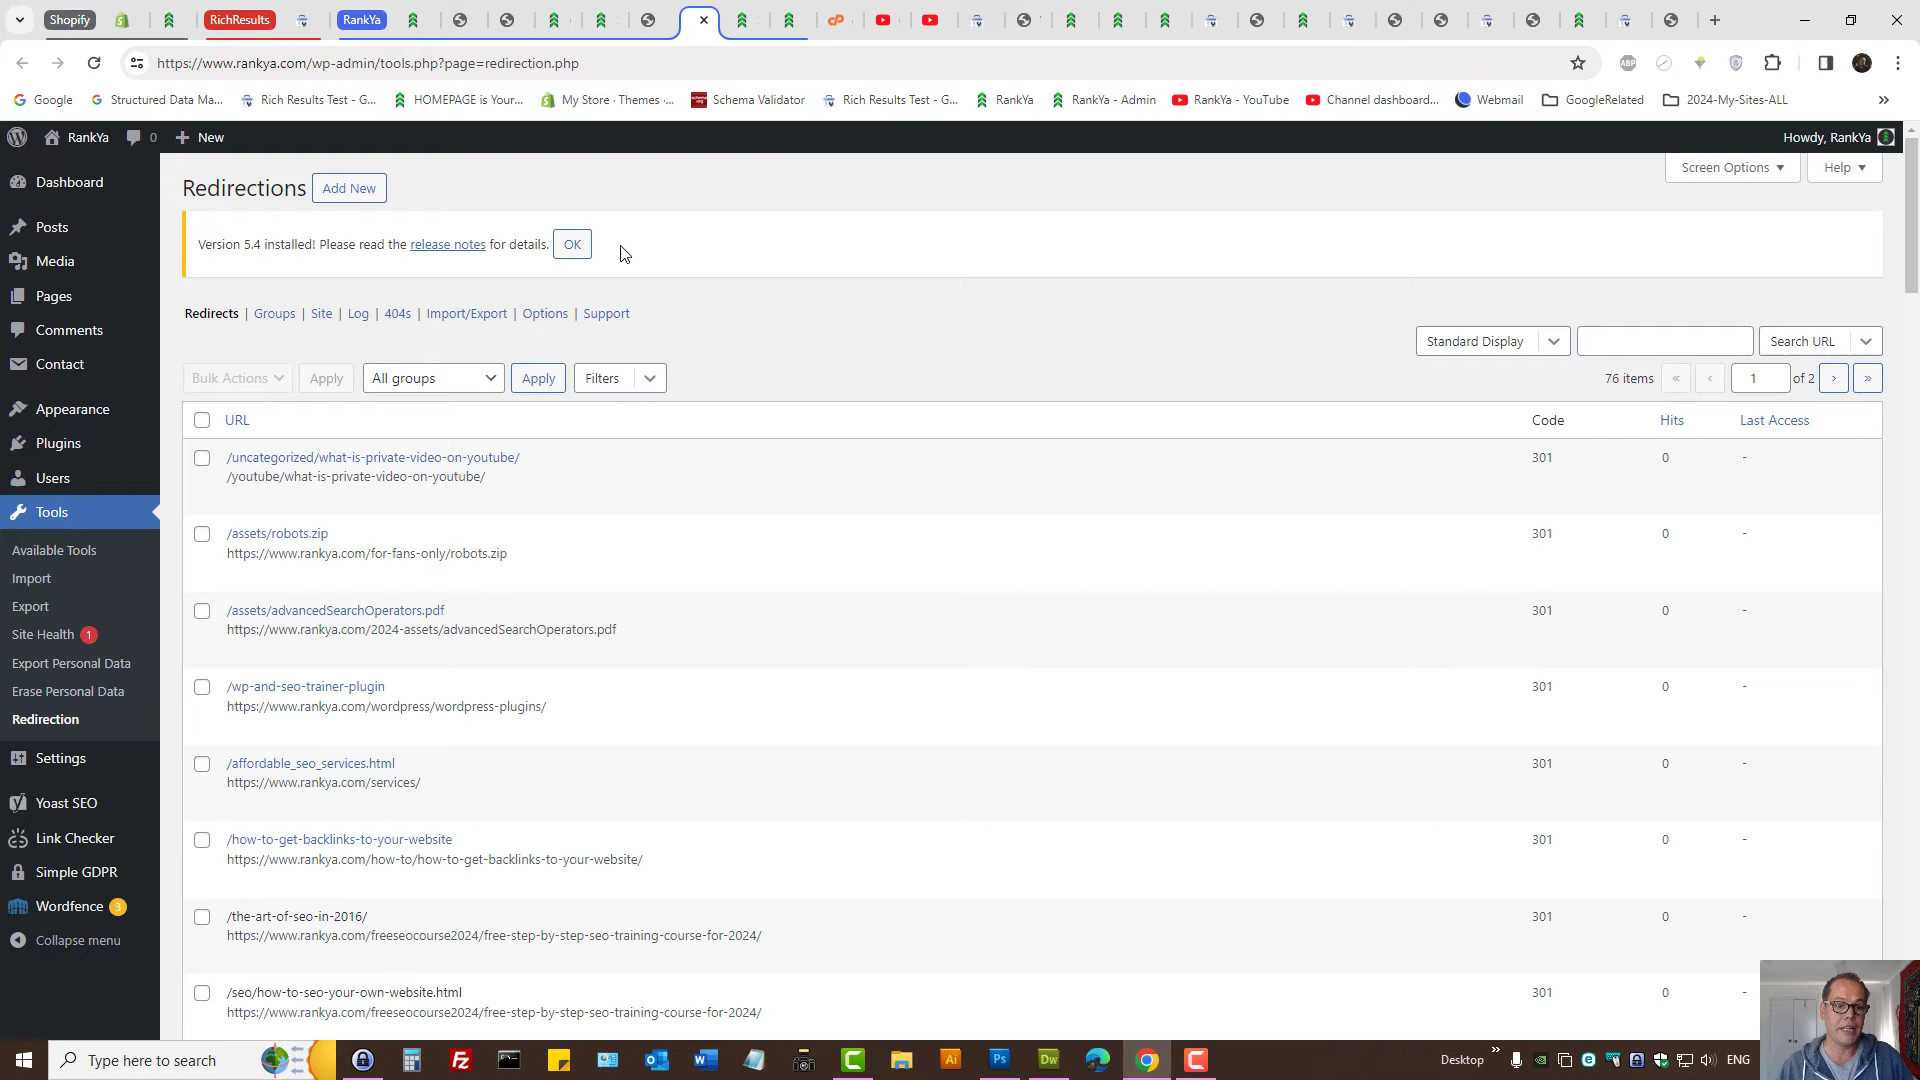 Shopify RichResults RankYa
https://www.rankya.com/wp-admin/tools.php?page=redirection.php
Google Structured Data Ma... Rich Results Test - G... HOMEPAGE is Your... My Store · Themes ·... Schema Validator Rich Results Test - G... RankYa RankYa - Admin RankYa - YouTube Channel dashboard... Webmail GoogleRelated 2024-My-Sites-ALL »
RankYa 0 New Howdy, RankYa
Dashboard
Posts
Media
Pages
Comments
Contact
Appearance
Plugins
Users
Tools
Available Tools
Import
Export
Site Health 1
Export Personal Data
Erase Personal Data
Redirection
Settings
Yoast SEO
Link Checker
Simple GDPR
Wordfence 3
Collapse menu
Screen Options Help
Redirections Add New
Version 5.4 installed! Please read the release notes for details. OK
Redirects | Groups | Site | Log | 404s | Import/Export | Options | Support
Standard Display Search URL
Bulk Actions Apply All groups Apply Filters 76 items « ‹ 1 of 2 › »
URL Code Hits Last Access
/uncategorized/what-is-private-video-on-youtube/ 301 0 -
/youtube/what-is-private-video-on-youtube/
/assets/robots.zip 301 0 -
https://www.rankya.com/for-fans-only/robots.zip
/assets/advancedSearchOperators.pdf 301 0 -
https://www.rankya.com/2024-assets/advancedSearchOperators.pdf
/wp-and-seo-trainer-plugin 301 0 -
https://www.rankya.com/wordpress/wordpress-plugins/
/affordable_seo_services.html 301 0 -
https://www.rankya.com/services/
/how-to-get-backlinks-to-your-website 301 0 -
https://www.rankya.com/how-to/how-to-get-backlinks-to-your-website/
/the-art-of-seo-in-2016/ 301 0 -
https://www.rankya.com/freeseocourse2024/free-step-by-step-seo-training-course-for-2024/
/seo/how-to-seo-your-own-website.html 301 0 -
https://www.rankya.com/freeseocourse2024/free-step-by-step-seo-training-course-for-2024/
Type here to search Fz W Ai Ps Dw Desktop » ENG